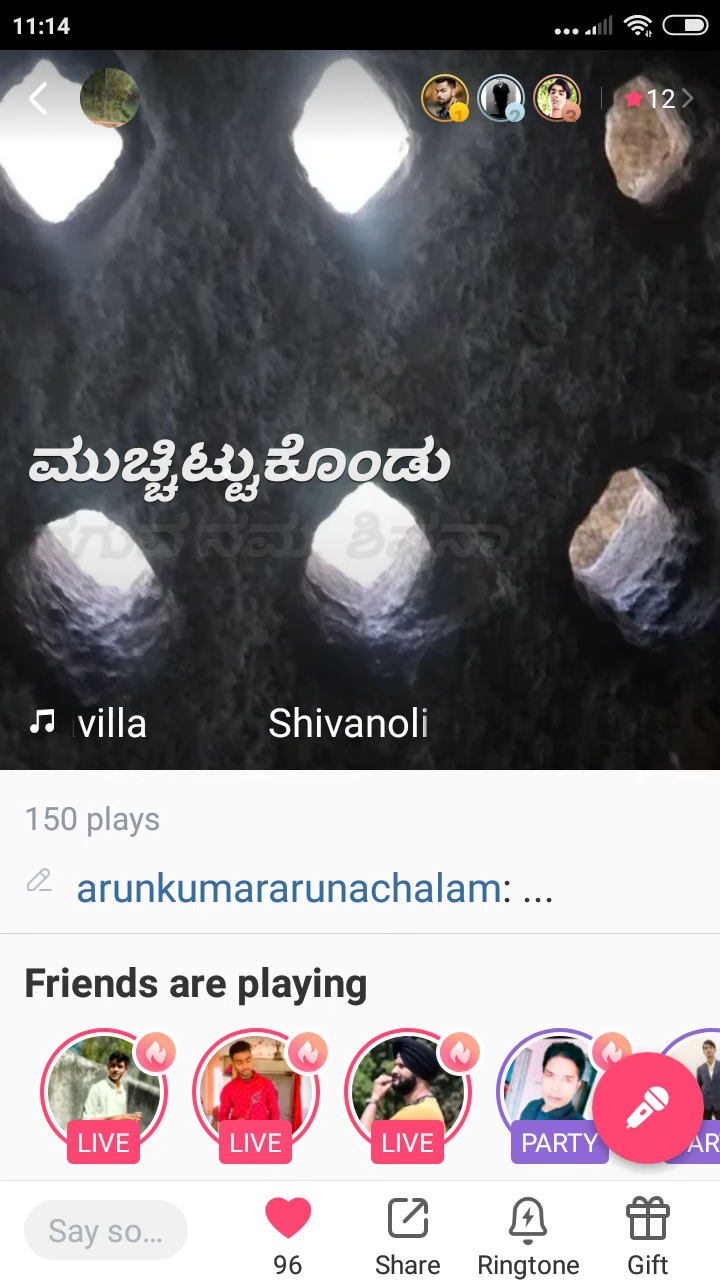 11:14
12
ಮುಚ್ಚಿಟ್ಟುಕೊಂಡು
villa Shivanoli
150 plays
arunkumararunachalam: ...
Friends are playing
LIVE LIVE LIVE PARTY
Say so...
96 Share Ringtone Gift